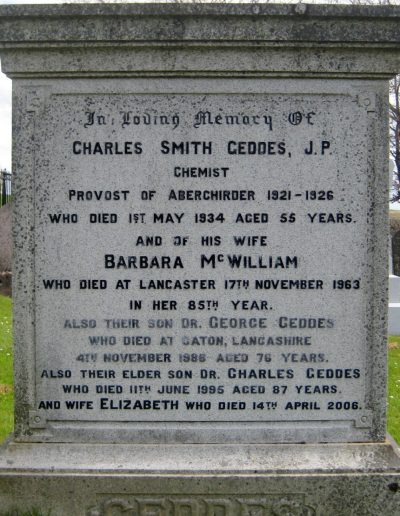 In Loving Memory Of
CHARLES SMITH GEDDES, J.P.
CHEMIST
PROVOST OF ABERCHIRDER 1921-1926
WHO DIED 1ST MAY 1934 AGED 55 YEARS.
AND OF HIS WIFE
BARBARA MCWILLIAM
WHO DIED AT LANCASTER 17TH NOVEMBER 1963
IN HER 85TH YEAR.
ALSO THEIR SON DR. GEORGE GEDDES
WHO DIED AT CATON, LANCASHIRE
4TH NOVEMBER 1988 AGED 76 YEARS.
ALSO THEIR ELDER SON DR. CHARLES GEDDES
WHO DIED 11TH JUNE 1995 AGED 87 YEARS.
AND WIFE ELIZABETH WHO DIED 14TH APRIL 2006.
GEDDES